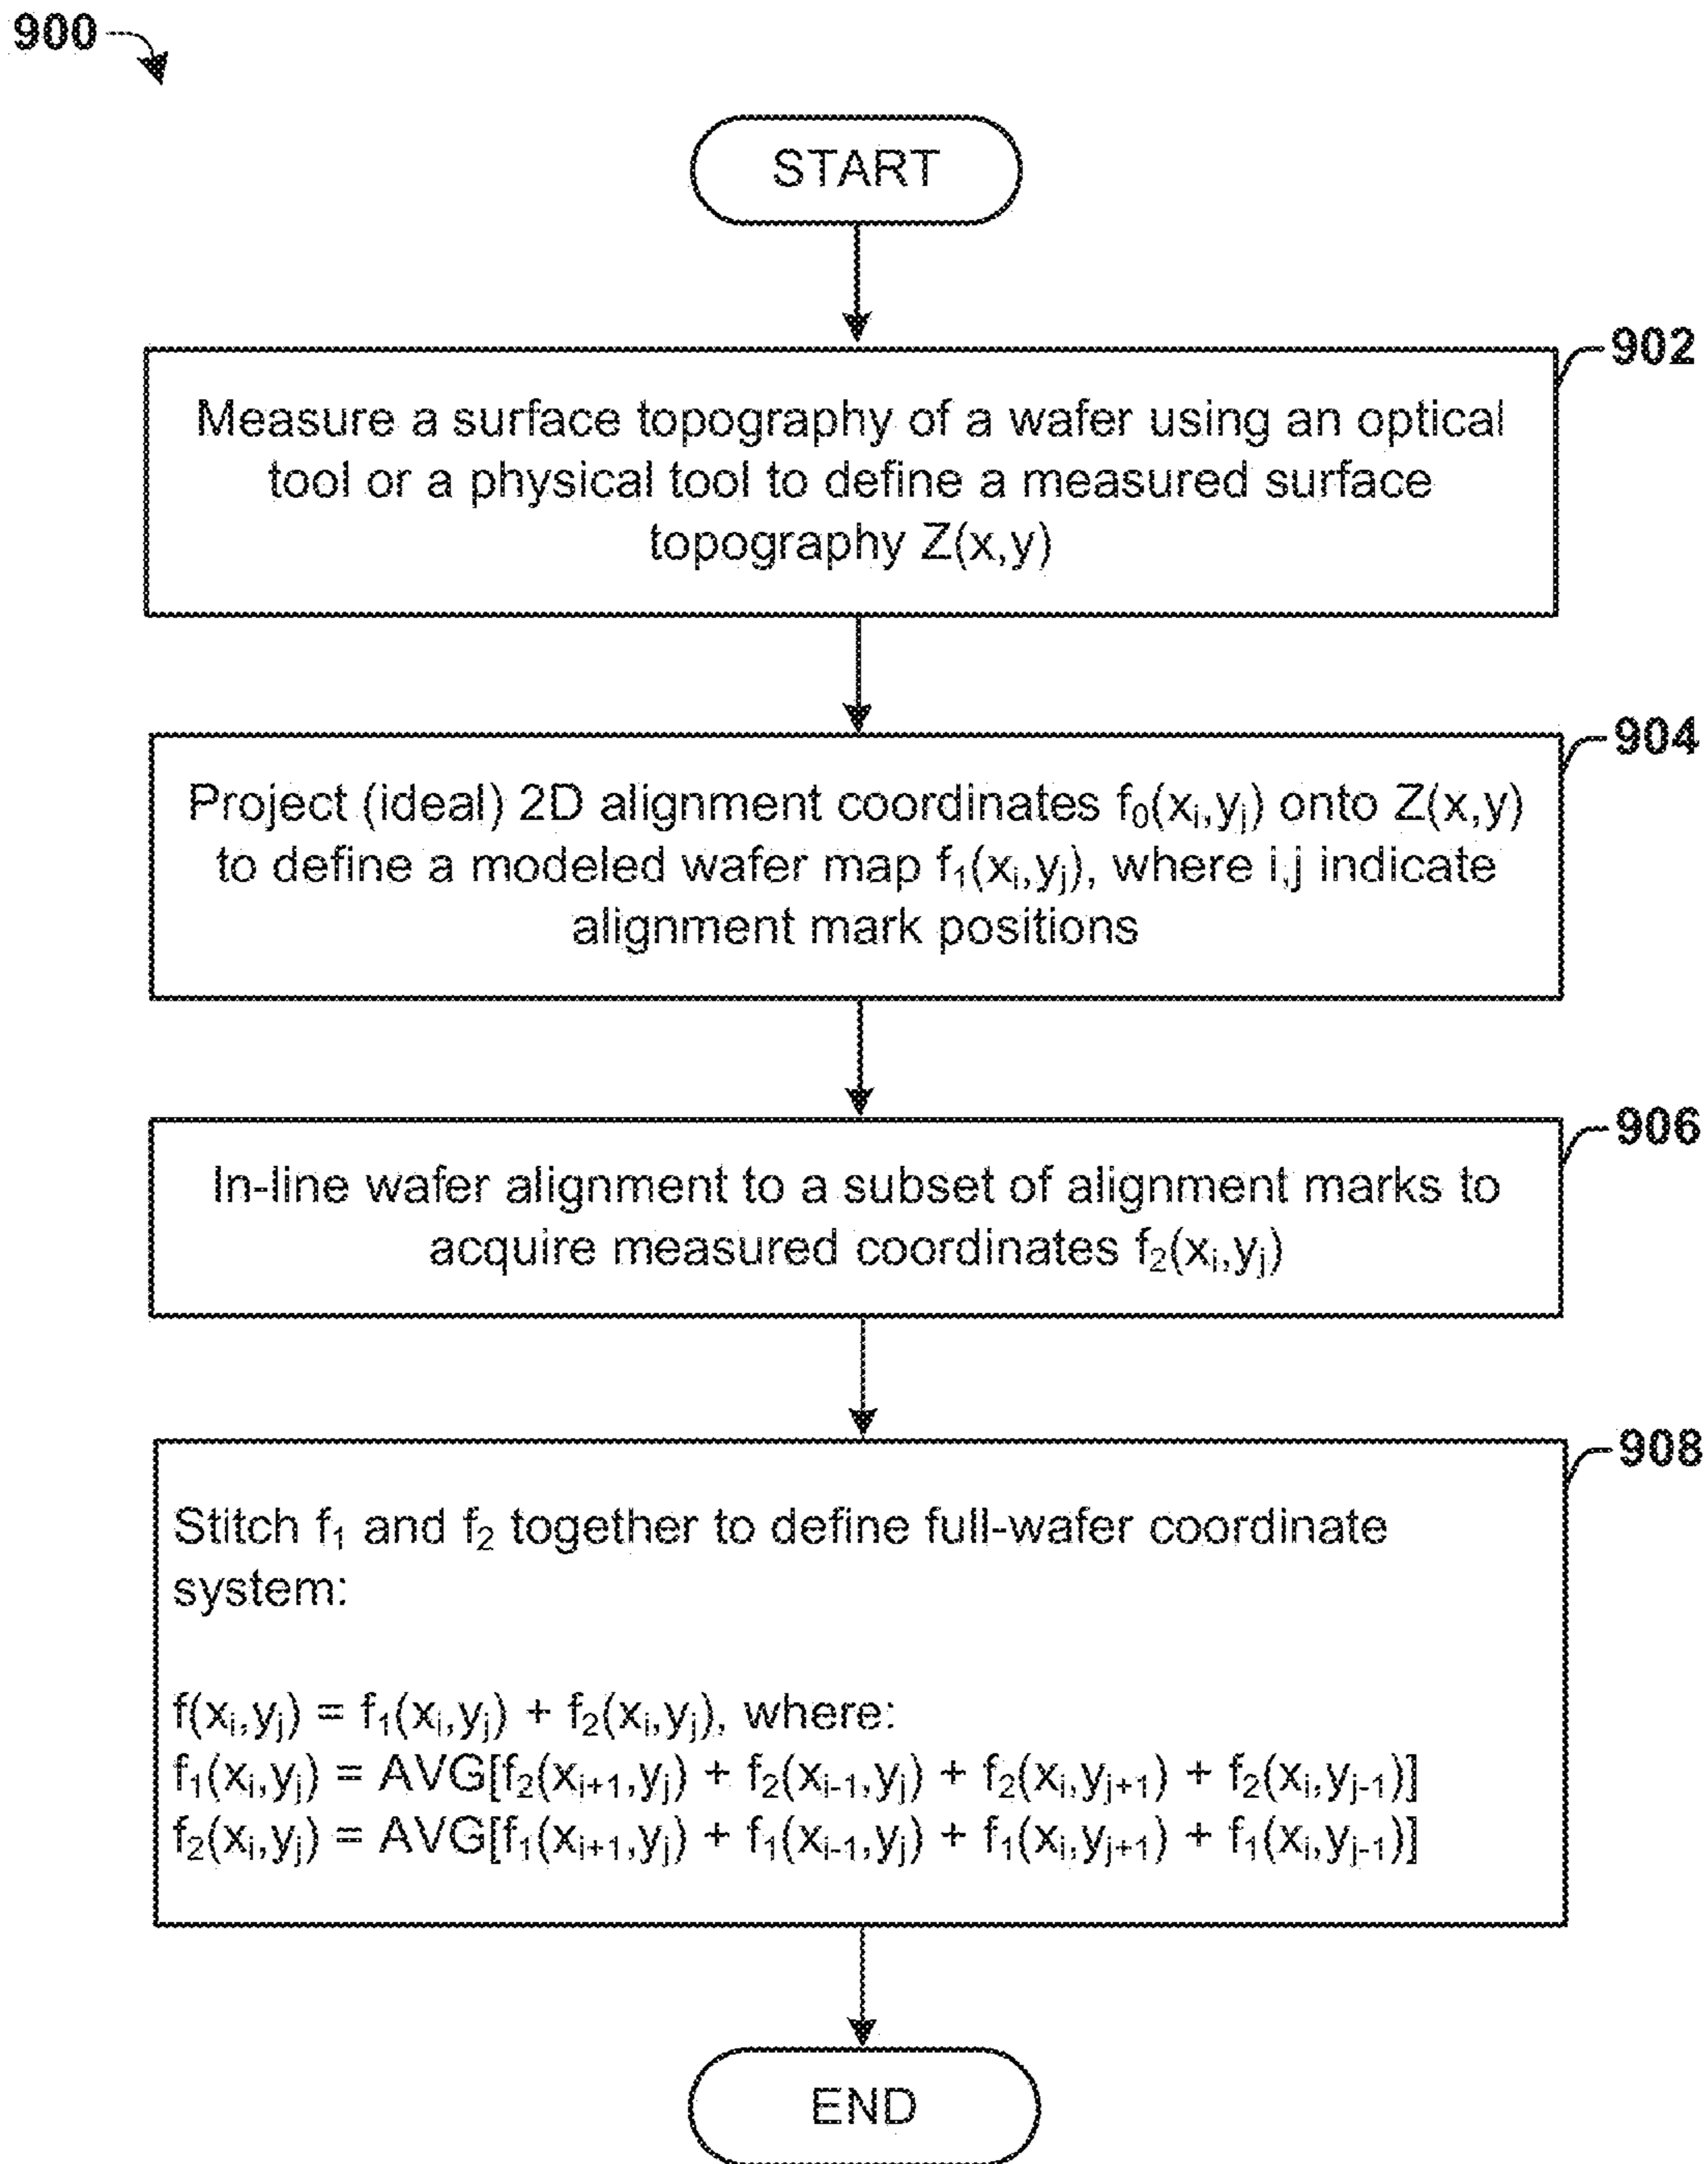 900
START
902
Measure a surface topography of a wafer using an optical
tool or a physical tool to define a measured surface
topography Z(x,y)
904
Project (ideal) 2D alignment coordinates f₀(xᵢ,yⱼ) onto Z(x,y)
to define a modeled wafer map f₁(xᵢ,yⱼ), where i,j indicate
alignment mark positions
906
In-line wafer alignment to a subset of alignment marks to
acquire measured coordinates f₂(xᵢ,yⱼ)
908
Stitch f₁ and f₂ together to define full-wafer coordinate
system:
f(xᵢ,yⱼ) = f₁(xᵢ,yⱼ) + f₂(xᵢ,yⱼ), where:
f₁(xᵢ,yⱼ) = AVG[f₂(xᵢ₊₁,yⱼ) + f₂(xᵢ₋₁,yⱼ) + f₂(xᵢ,yⱼ₊₁) + f₂(xᵢ,yⱼ₋₁)]
f₂(xᵢ,yⱼ) = AVG[f₁(xᵢ₊₁,yⱼ) + f₁(xᵢ₋₁,yⱼ) + f₁(xᵢ,yⱼ₊₁) + f₁(xᵢ,yⱼ₋₁)]
END